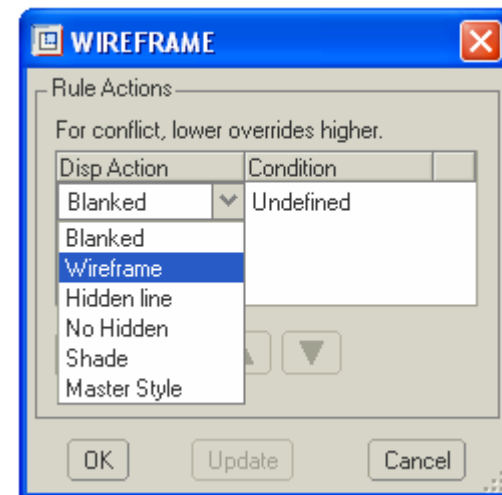 WIREFRAME
Rule Actions
For conflict, lower overrides higher.
Disp Action Condition
Blanked Undefined
Blanked
Wireframe
Hidden line
No Hidden
Shade
Master Style
OK Update Cancel